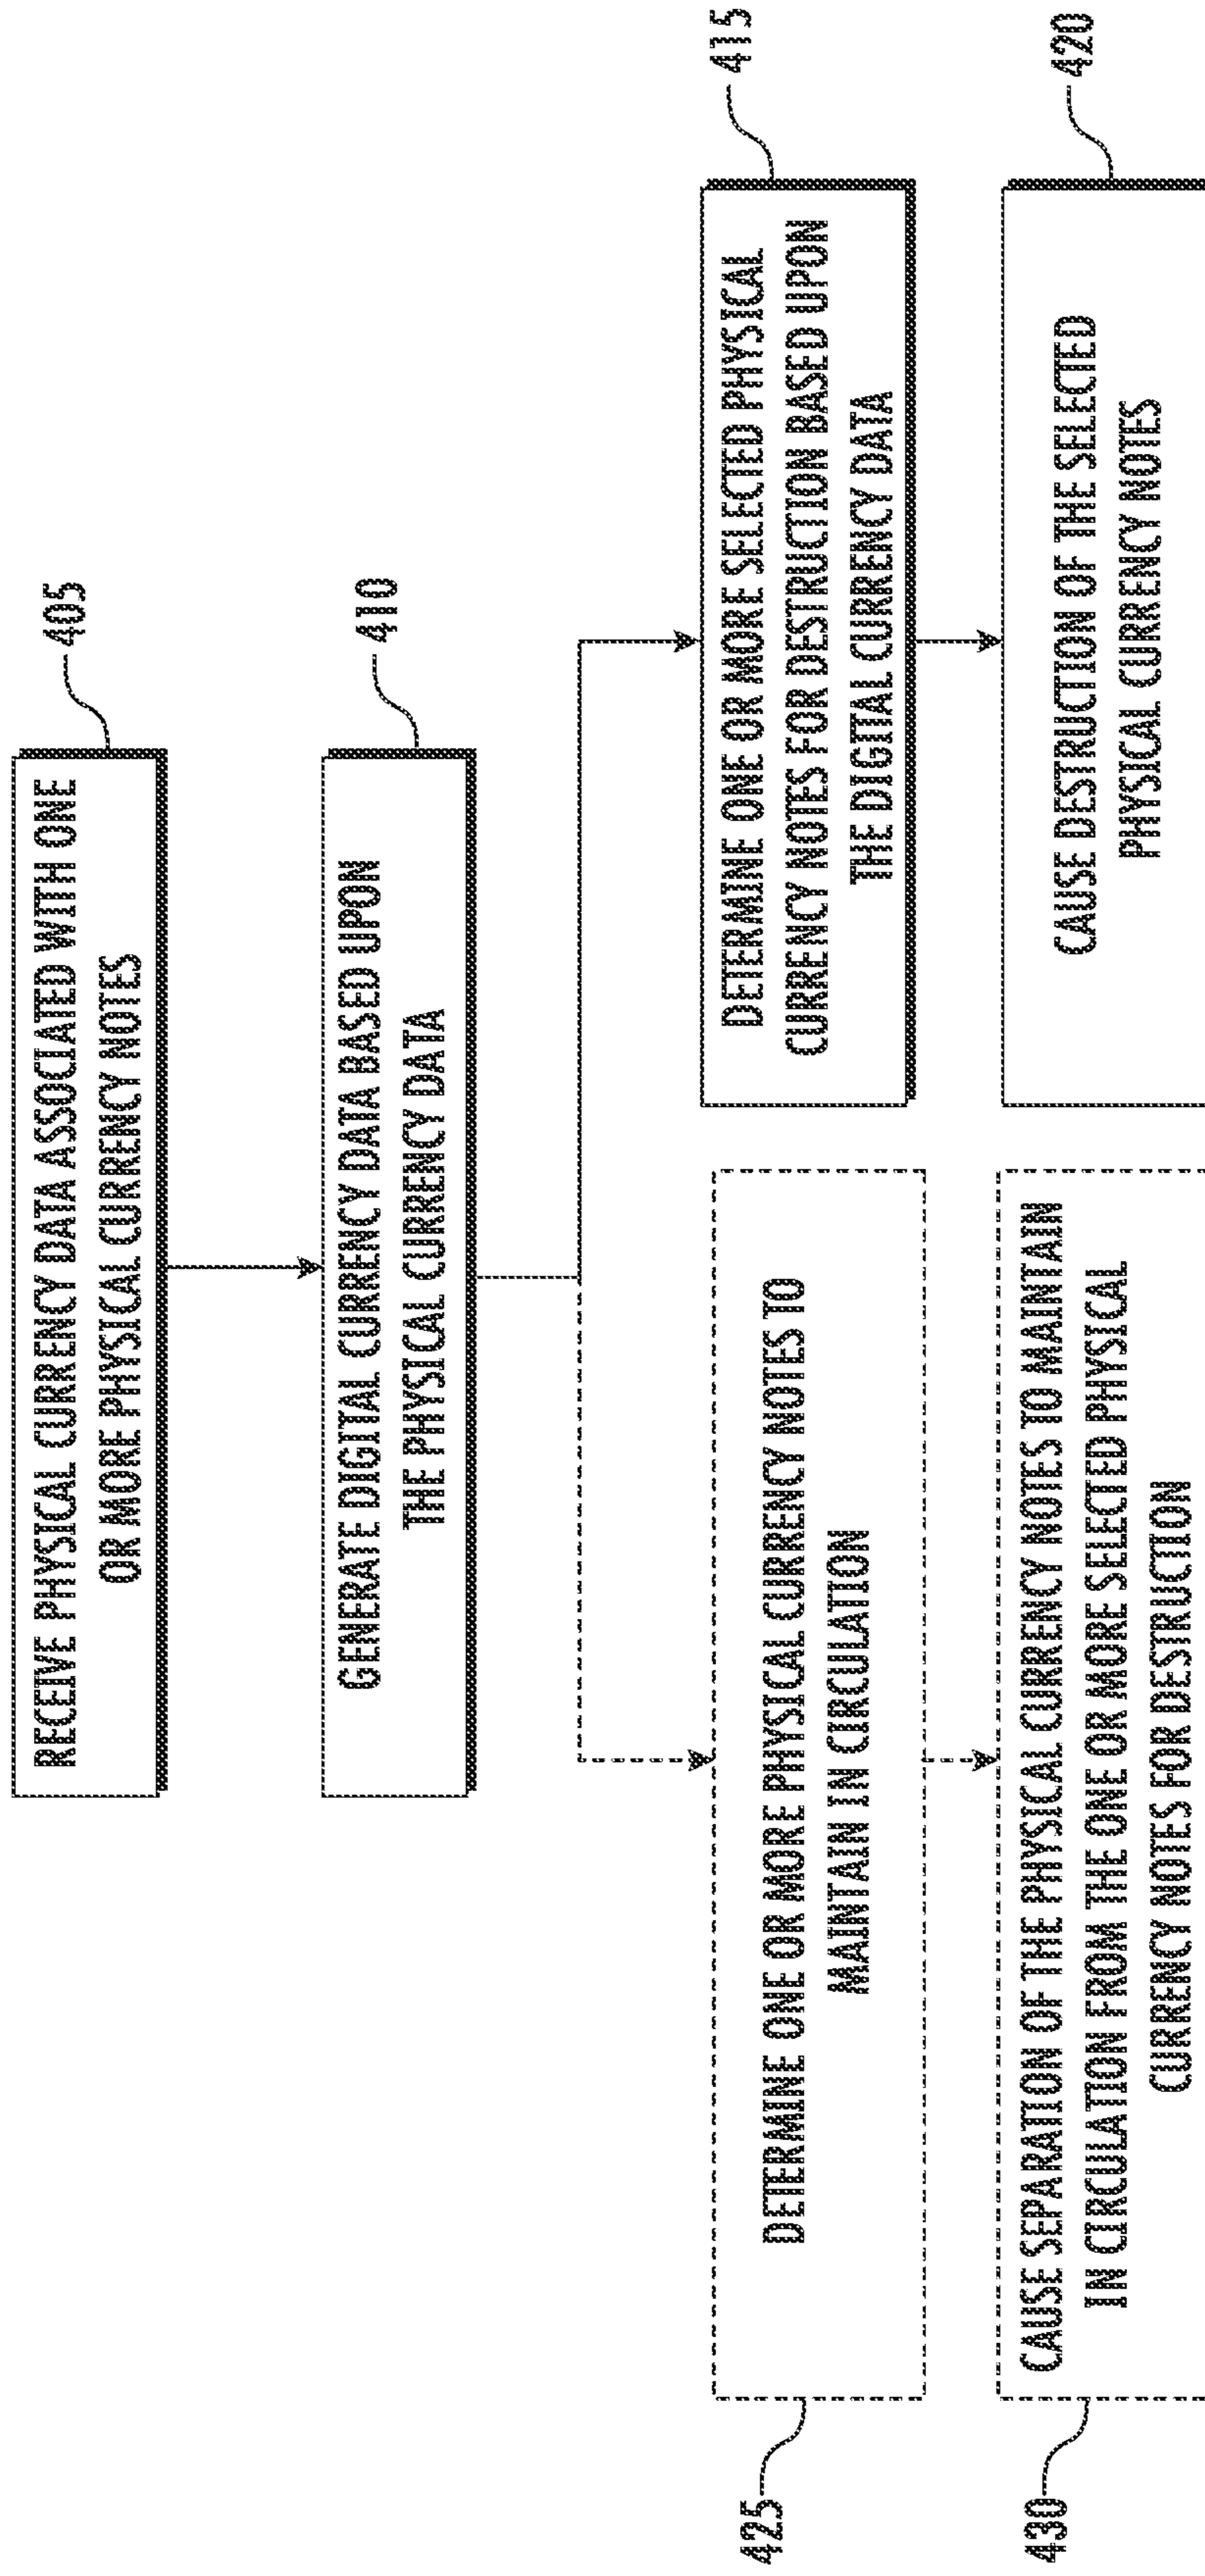 RECEIVE PHYSICAL CURRENCY DATA ASSOCIATED WITH ONE
OR MORE PHYSICAL CURRENCY NOTES
405
GENERATE DIGITAL CURRENCY DATA BASED UPON
THE PHYSICAL CURRENCY DATA
410
DETERMINE ONE OR MORE PHYSICAL CURRENCY NOTES TO
MAINTAIN IN CIRCULATION
425
DETERMINE ONE OR MORE SELECTED PHYSICAL
CURRENCY NOTES FOR DESTRUCTION BASED UPON
THE DIGITAL CURRENCY DATA
415
CAUSE SEPARATION OF THE PHYSICAL CURRENCY NOTES TO MAINTAIN
IN CIRCULATION FROM THE ONE OR MORE SELECTED PHYSICAL
CURRENCY NOTES FOR DESTRUCTION
430
CAUSE DESTRUCTION OF THE SELECTED
PHYSICAL CURRENCY NOTES
420